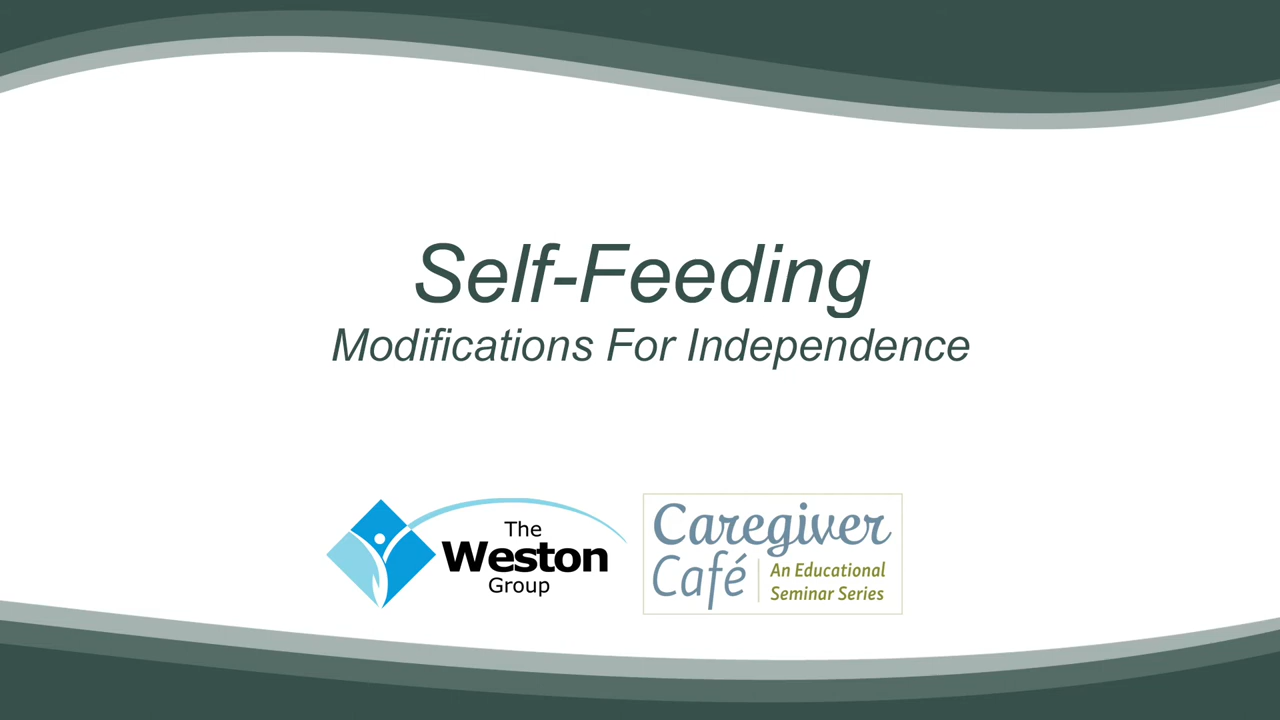 Self-Feeding
Modifications For Independence
The
Weston
Group
Caregiver
Café
An Educational
Seminar Series